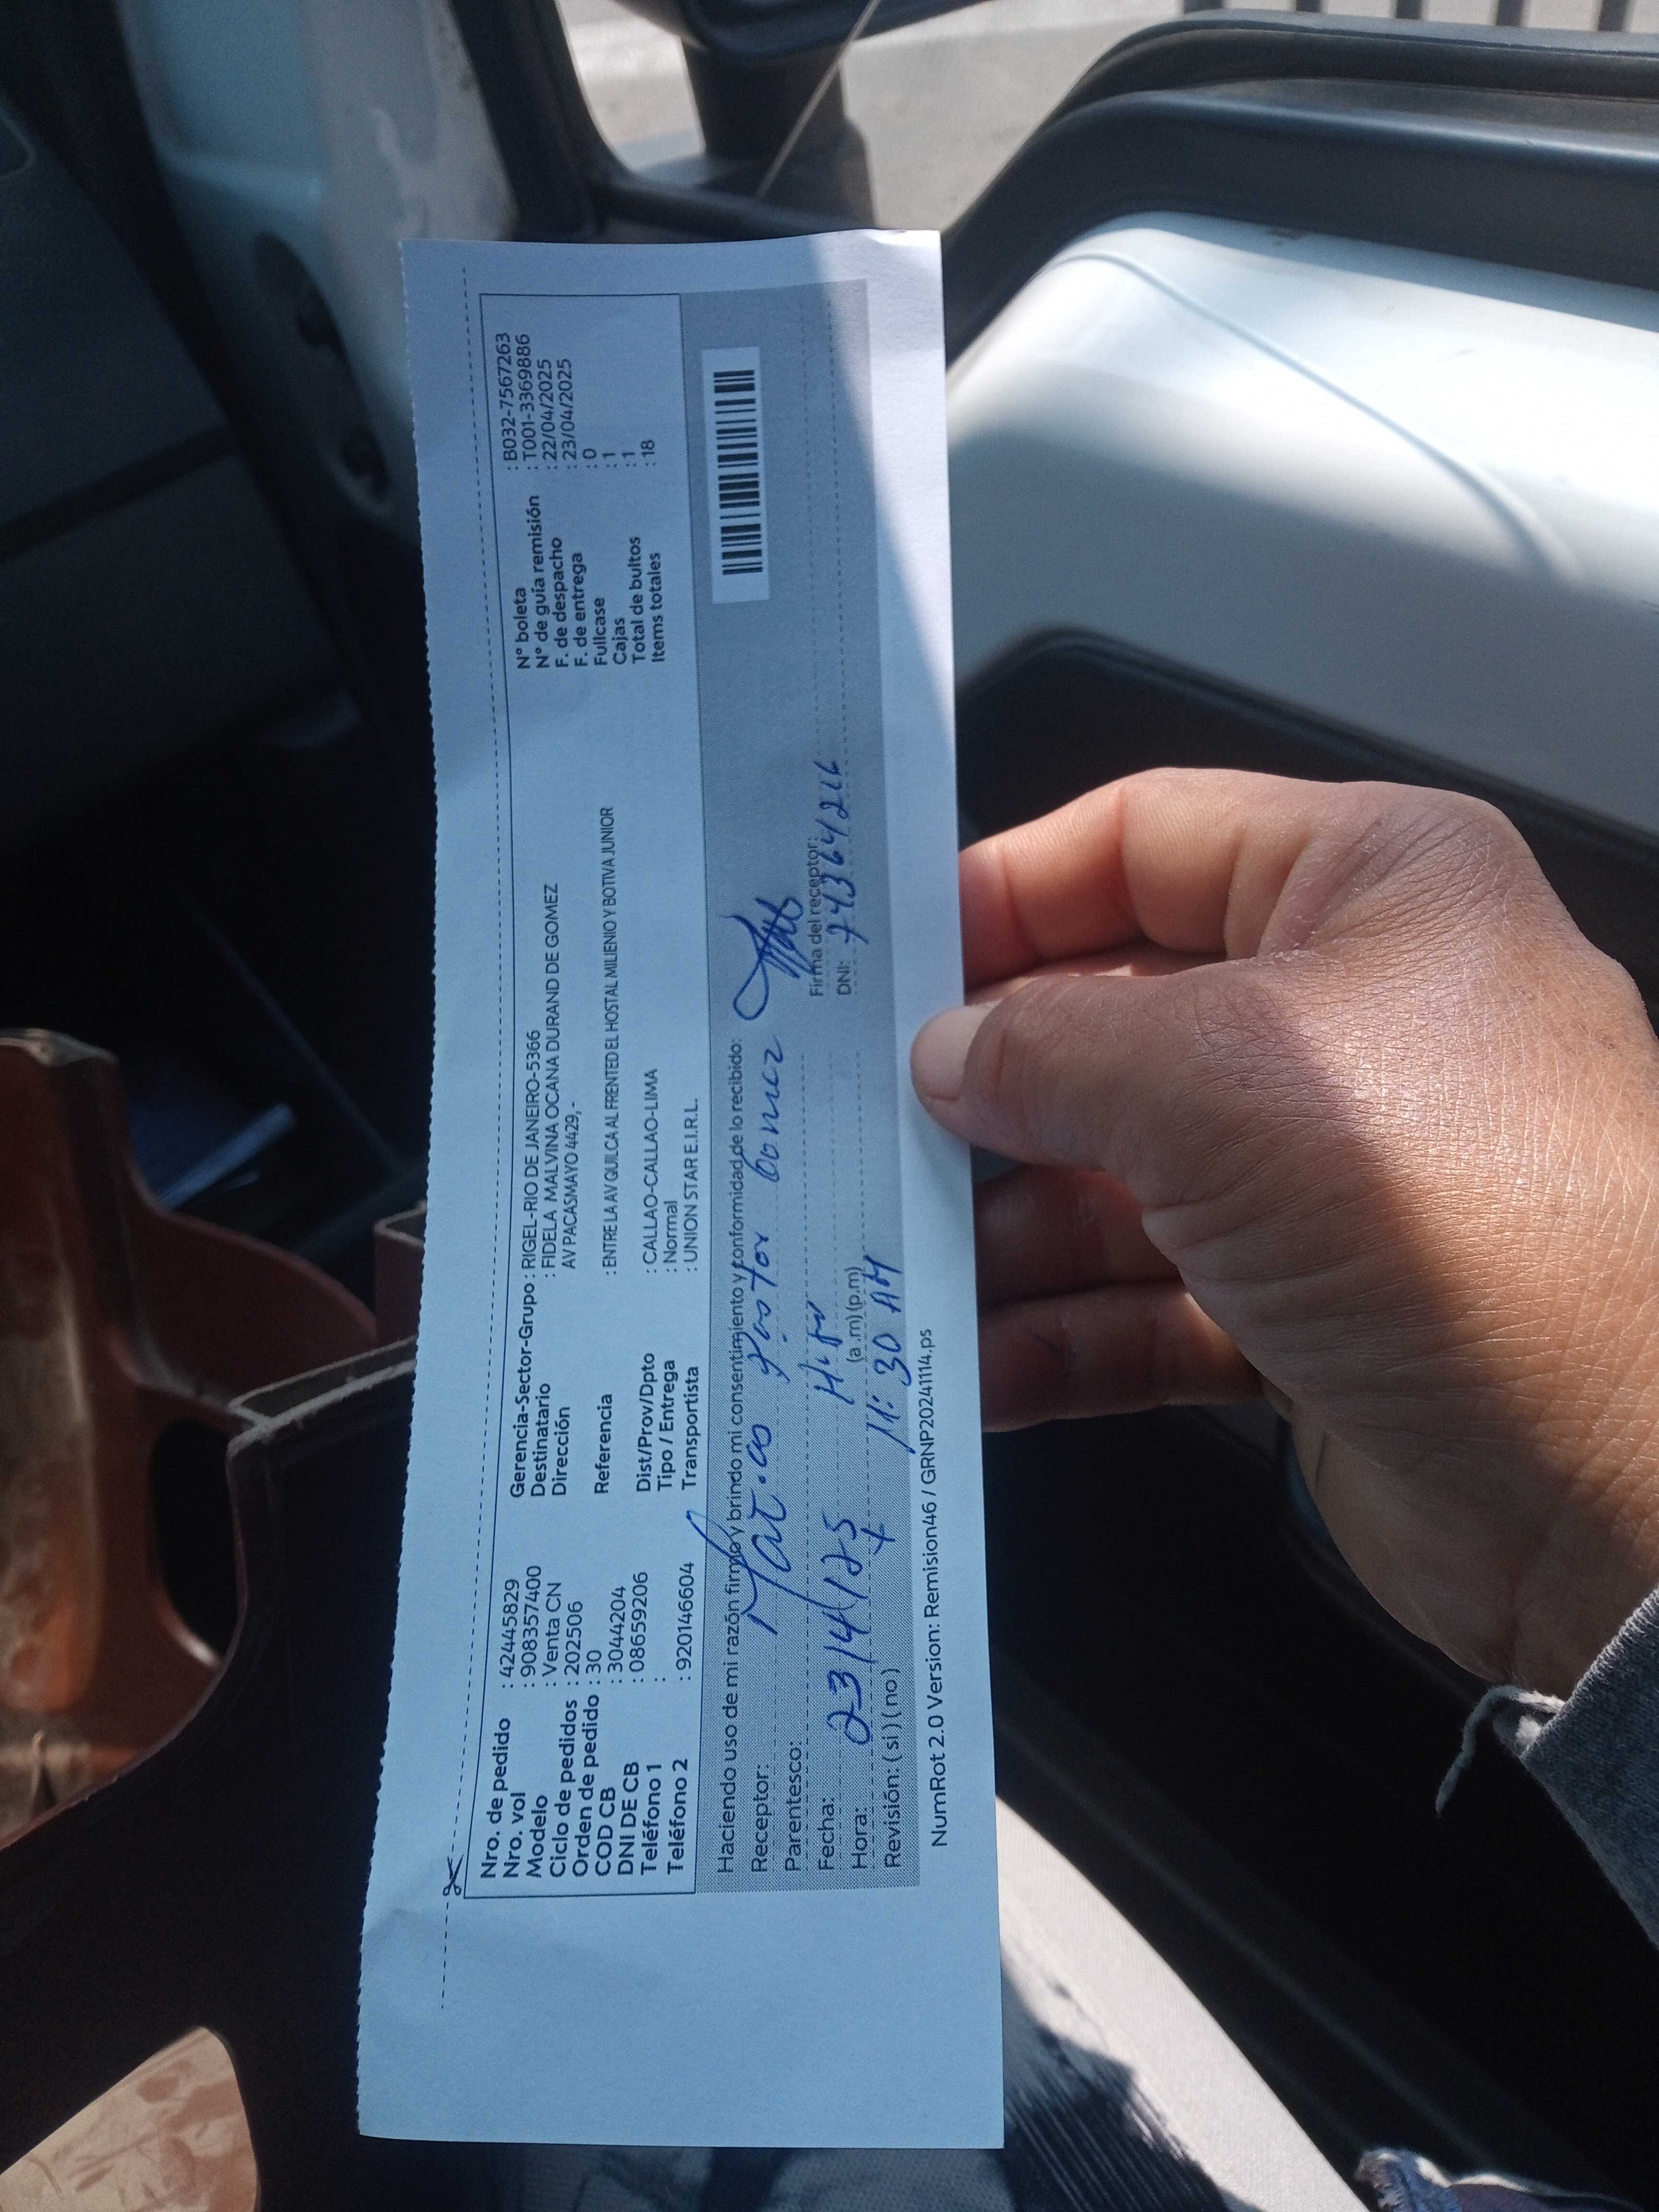 Nro. de pedido : 42445829
Nro. vol : 908357400
Modelo : Venta CN
Ciclo de pedidos : 202506
Orden de pedido : 30
COD CB : 3044204
DNI DE CB : 08659206
Teléfono 1 :
Teléfono 2 : 920146604
Gerencia-Sector-Grupo : RIGEL-RIO DE JANEIRO-5366
Destinatario : FIDELA MALVINA OCANA DURAND DE GOMEZ
Dirección AV PACASMAYO 4429,-
Referencia : ENTRE LA AV QUILCA AL FRENTED EL HOSTAL MILIENIO Y BOTIVA JUNIOR
Dist/Prov/Dpto : CALLAO-CALLAO-LIMA
Tipo / Entrega : Normal
Transportista : UNION STAR E.I.R.L.
N° boleta : B032-7567263
N° de guía remisión : T001-3369886
F. de despacho : 22/04/2025
F. de entrega : 23/04/2025
Fullcase : 0
Cajas : 1
Total de bultos : 1
Items totales : 18
Haciendo uso de mi razón firmo y brindo mi consentimiento y conformidad de lo recibido:
Receptor: Pastor Gomez
Parentesco: Hijo
Fecha: 23/4/25
Hora: (a.m) (p.m) 11:30 AM
Revisión: ( si ) ( no )
Firma del receptor:
DNI: 74364216
NumRot 2.0 Version: Remision46 / GRNP20241114.ps